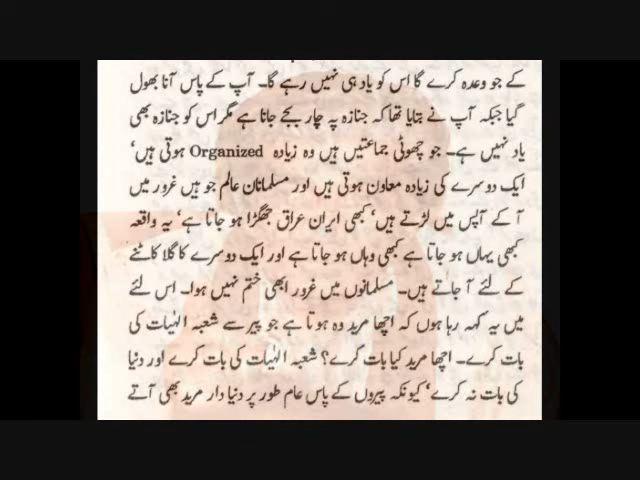 کے جو وعدہ کرے گا اس کو یاد ہی نہیں رہے گا۔ آپ کے پاس آنا بھول
گیا جبکہ آپ نے بتایا تھا کہ جنازہ پہ چار بجے جانا ہے مگر اس کو جنازہ بھی
یاد نہیں ہے۔ جو چھوٹی جماعتیں ہیں وہ زیادہ Organized ہوتی ہیں‘
ایک دوسرے کی زیادہ معاون ہوتی ہیں اور مسلمانان عالم جو ہیں غرور میں
آ کے آپس میں لڑتے ہیں‘ کبھی ایران عراق جھگڑا ہو جاتا ہے‘ یہ واقعہ
کبھی یہاں ہو جاتا ہے کبھی وہاں ہو جاتا ہے اور ایک دوسرے کا گلا کاٹنے
کے لئے آ جاتے ہیں۔ مسلمانوں میں غرور ابھی ختم نہیں ہوا۔ اس لئے
میں یہ کہہ رہا ہوں کہ اچھا مرید وہ ہوتا ہے جو پیر سے شعبہ الٰہیات کی
بات کرے۔ اچھا مرید کیا بات کرے؟ شعبہ الٰہیات کی بات کرے اور دنیا
کی بات نہ کرے‘ کیونکہ پیروں کے پاس عام طور پر دنیا دار مرید بھی آتے